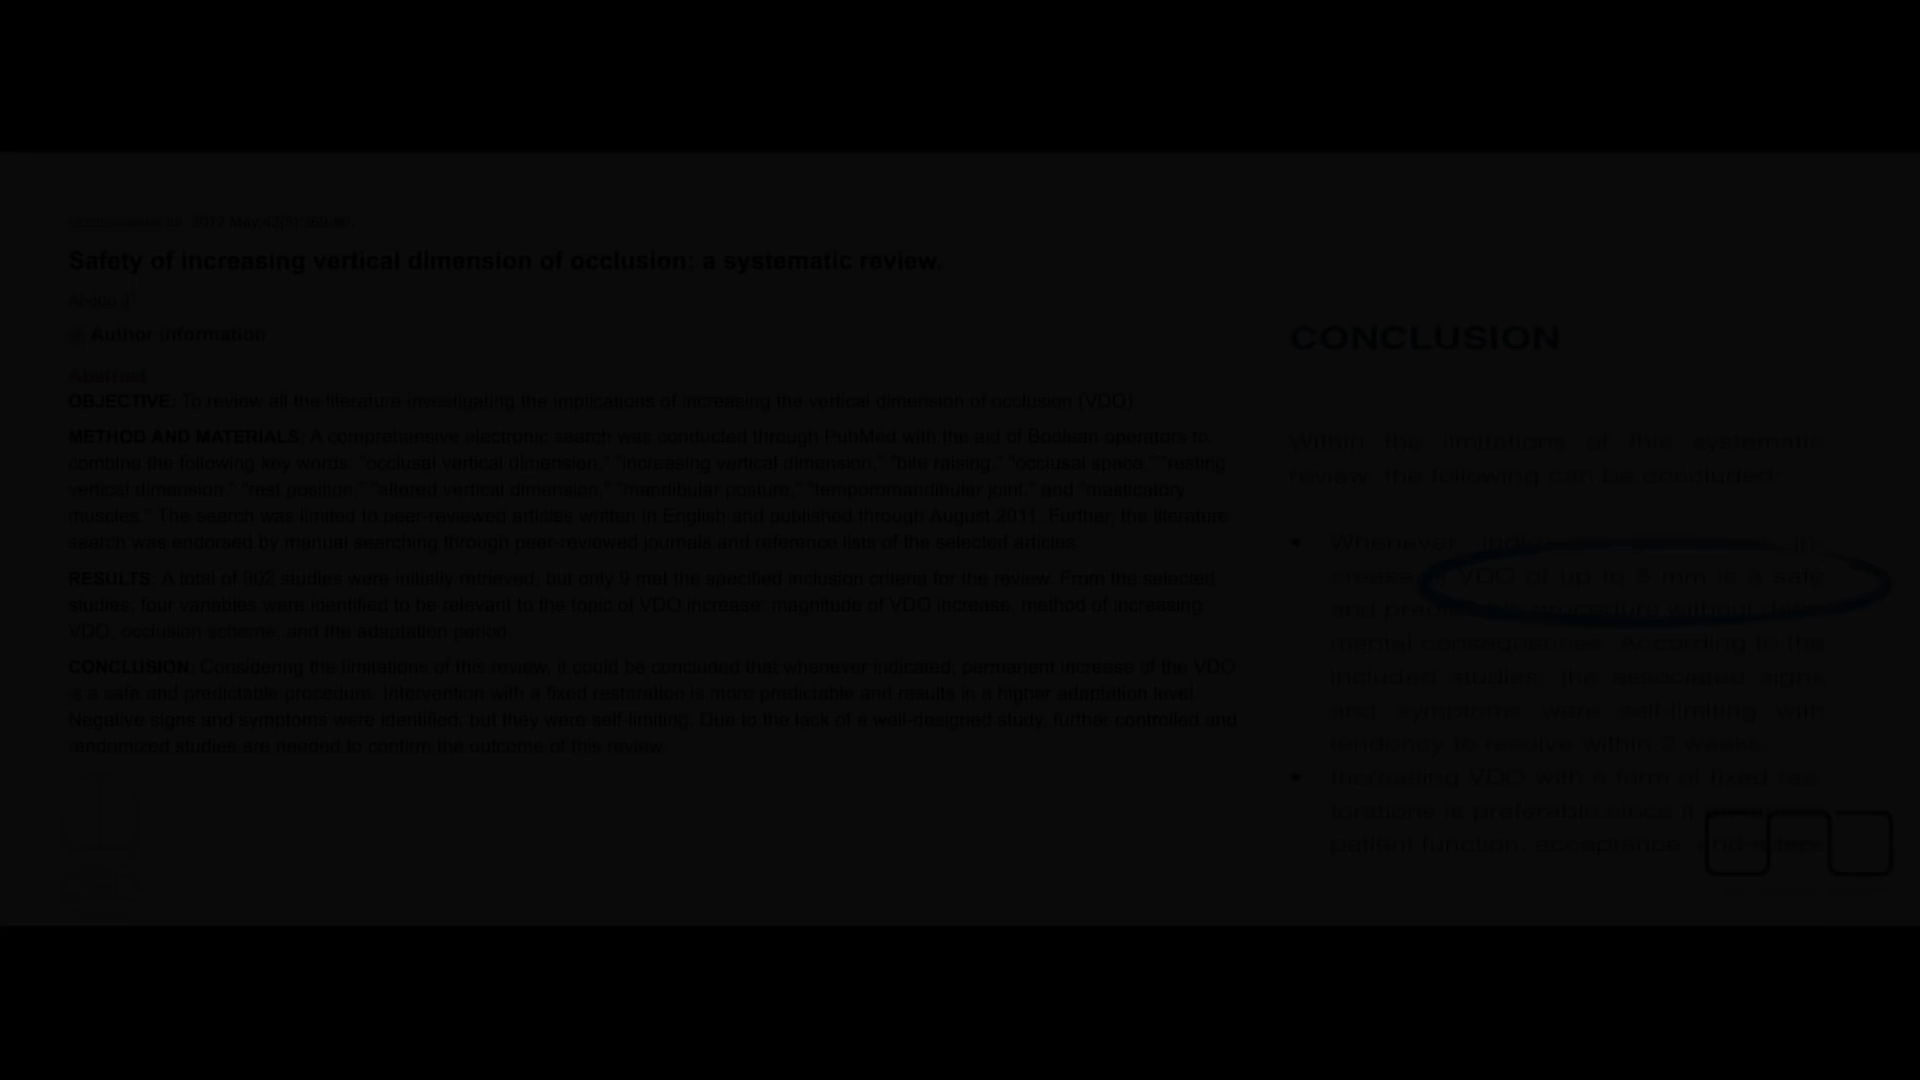 2012 May;
Safety of increasing vertical dimension of occlusion: a systematic review.
Abduo J
Author information
Abstract
OBJECTIVE: To review all the literature investigating the implications of increasing the vertical dimension of occlusion (VDO).
METHOD AND MATERIALS: A comprehensive electronic search was conducted through PubMed with the aid of Boolean operators to
combine the following key words: "occlusal vertical dimension," "increasing vertical dimension," "bite raising," "occlusal space," "resting
vertical dimension," "rest position," "altered vertical dimension," "mandibular posture," "temporomandibular joint," and "masticatory
muscles." The search was limited to peer-reviewed articles written in English and published through August 2011. Further, the literature
search was endorsed by manual searching through peer-reviewed journals and reference lists of the selected articles.
RESULTS: A total of 902 studies were initially retrieved, but only 9 met the specified inclusion criteria for the review. From the selected
studies, four variables were identified to be relevant to the topic of VDO increase: magnitude of VDO increase, method of increasing
VDO, occlusion scheme, and the adaptation period.
CONCLUSION: Considering the limitations of this review, it could be concluded that whenever indicated, permanent increase of the VDO
is a safe and predictable procedure. Intervention with a fixed restoration is more predictable and results in a higher adaptation level.
Negative signs and symptoms were identified, but they were self-limiting. Due to the lack of a well-designed study, further controlled and
randomized studies are needed to confirm the outcome of this review.
CONCLUSION
Within the limitations of this systematic
review, the following can be concluded:
• Whenever in-
crease VDO of up to 5 mm is a safe
and procedure without
mental consequences. According to the
included studies, the associated signs
and symptoms were self-limiting with
tendency to resolve within 2 weeks.
• Increasing VDO with a form of fixed res-
torations is preferable since it
patient function, acceptance, and